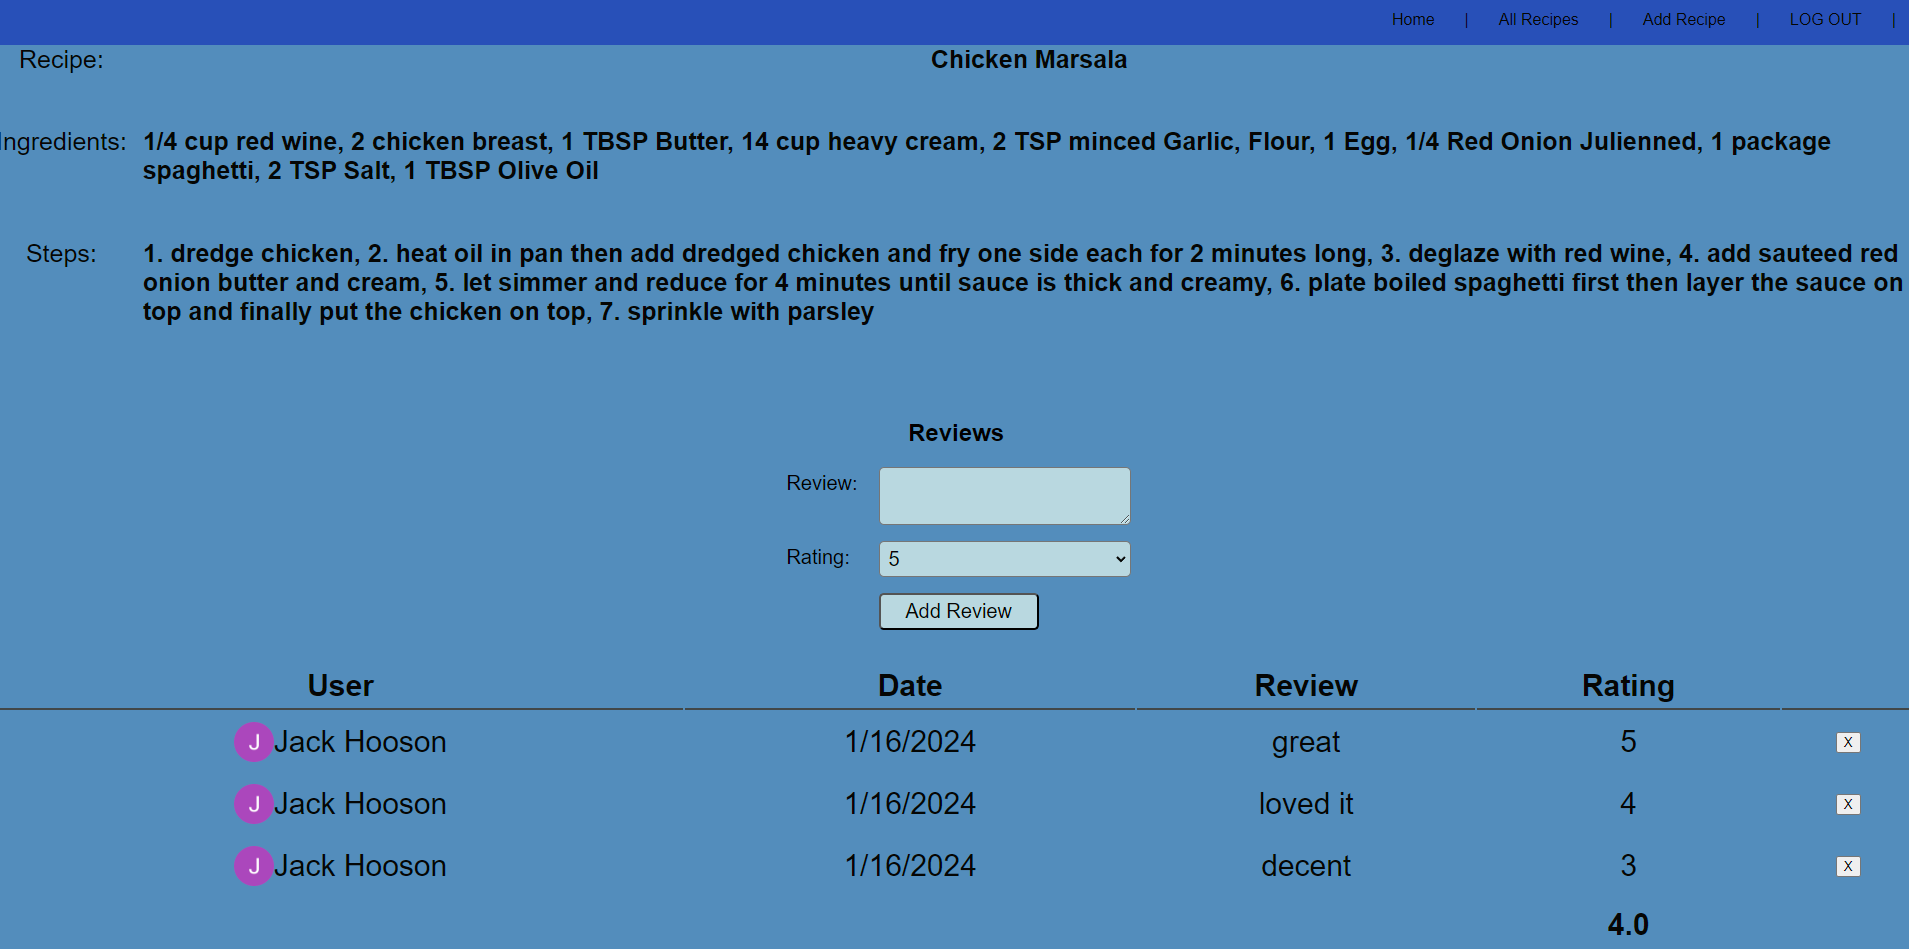 Home | All Recipes | Add Recipe | LOG OUT |
Recipe: Chicken Marsala
Ingredients: 1/4 cup red wine, 2 chicken breast, 1 TBSP Butter, 14 cup heavy cream, 2 TSP minced Garlic, Flour, 1 Egg, 1/4 Red Onion Julienned, 1 package
spaghetti, 2 TSP Salt, 1 TBSP Olive Oil
Steps: 1. dredge chicken, 2. heat oil in pan then add dredged chicken and fry one side each for 2 minutes long, 3. deglaze with red wine, 4. add sauteed red
onion butter and cream, 5. let simmer and reduce for 4 minutes until sauce is thick and creamy, 6. plate boiled spaghetti first then layer the sauce on
top and finally put the chicken on top, 7. sprinkle with parsley
Reviews
Review:
Rating: 5
Add Review
User Date Review Rating
J Jack Hooson 1/16/2024 great 5 X
J Jack Hooson 1/16/2024 loved it 4 X
J Jack Hooson 1/16/2024 decent 3 X
4.0